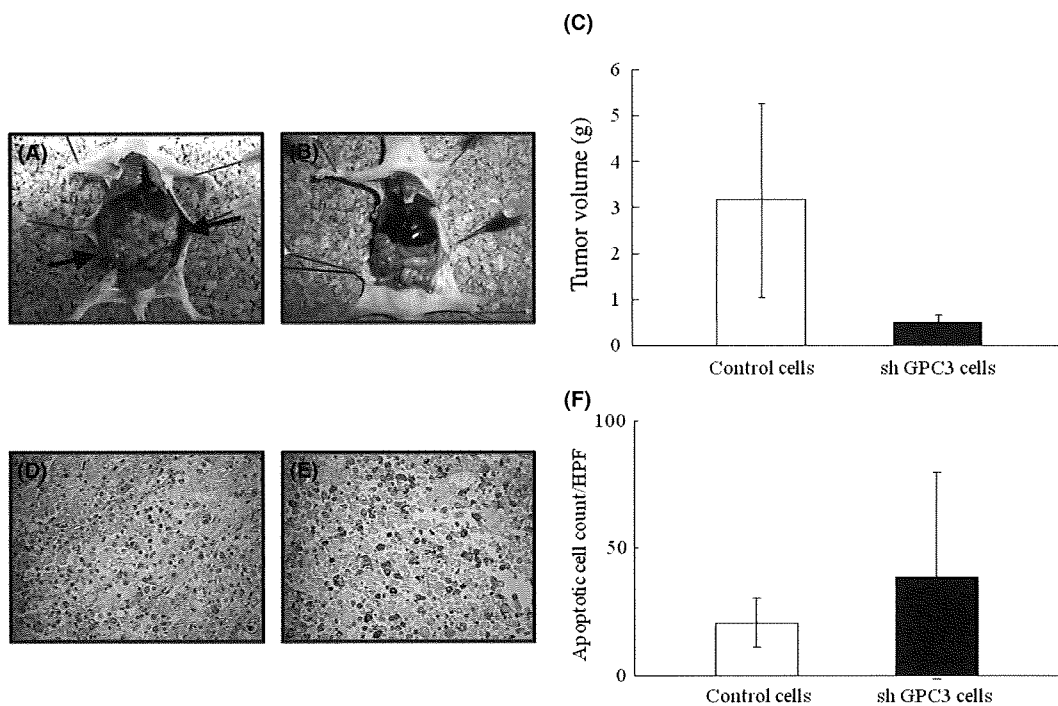 (C)
Tumor volume (g)
6
5
4
3
2
1
0
Control cells
sh GPC3 cells
(A)
(B)
(D)
(E)
(F)
Apoptotic cell count/HPF
100
50
0
Control cells
sh GPC3 cells